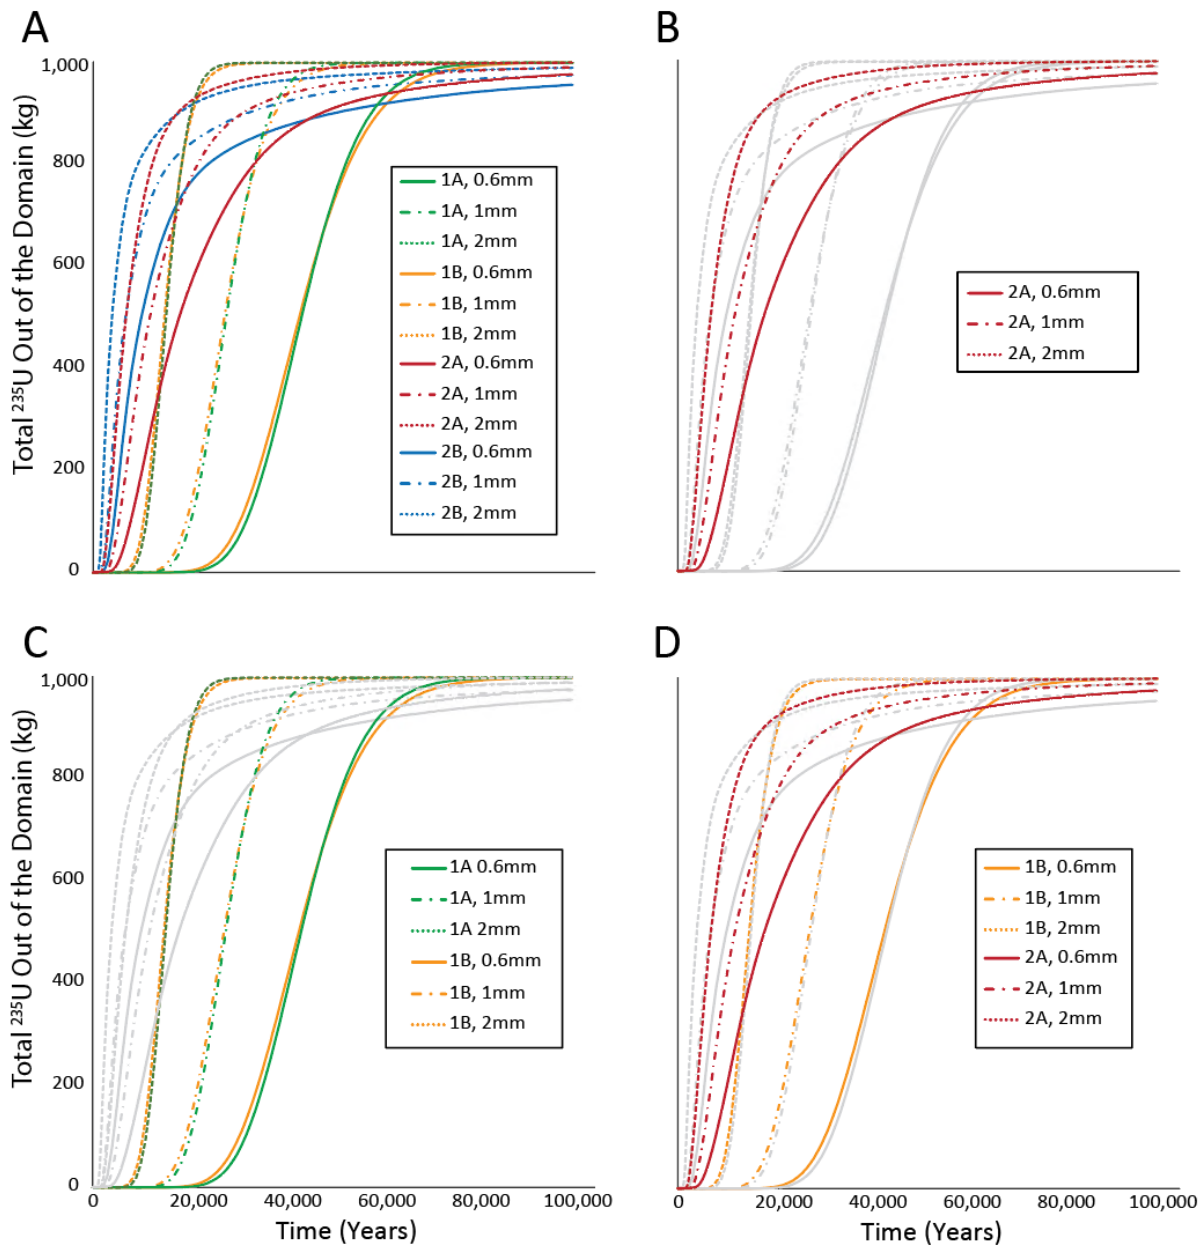 A
Total ²³⁵U Out of the Domain (kg)
1,000
800
600
400
200
0
1A, 0.6mm
1A, 1mm
1A, 2mm
1B, 0.6mm
1B, 1mm
1B, 2mm
2A, 0.6mm
2A, 1mm
2A, 2mm
2B, 0.6mm
2B, 1mm
2B, 2mm
B
2A, 0.6mm
2A, 1mm
2A, 2mm
C
Total ²³⁵U Out of the Domain (kg)
1,000
800
600
400
200
0
1A 0.6mm
1A, 1mm
1A 2mm
1B, 0.6mm
1B, 1mm
1B, 2mm
0 20,000 40,000 60,000 80,000 100,000
Time (Years)
D
1B, 0.6mm
1B, 1mm
1B, 2mm
2A, 0.6mm
2A, 1mm
2A, 2mm
0 20,000 40,000 60,000 80,000 100,000
Time (Years)